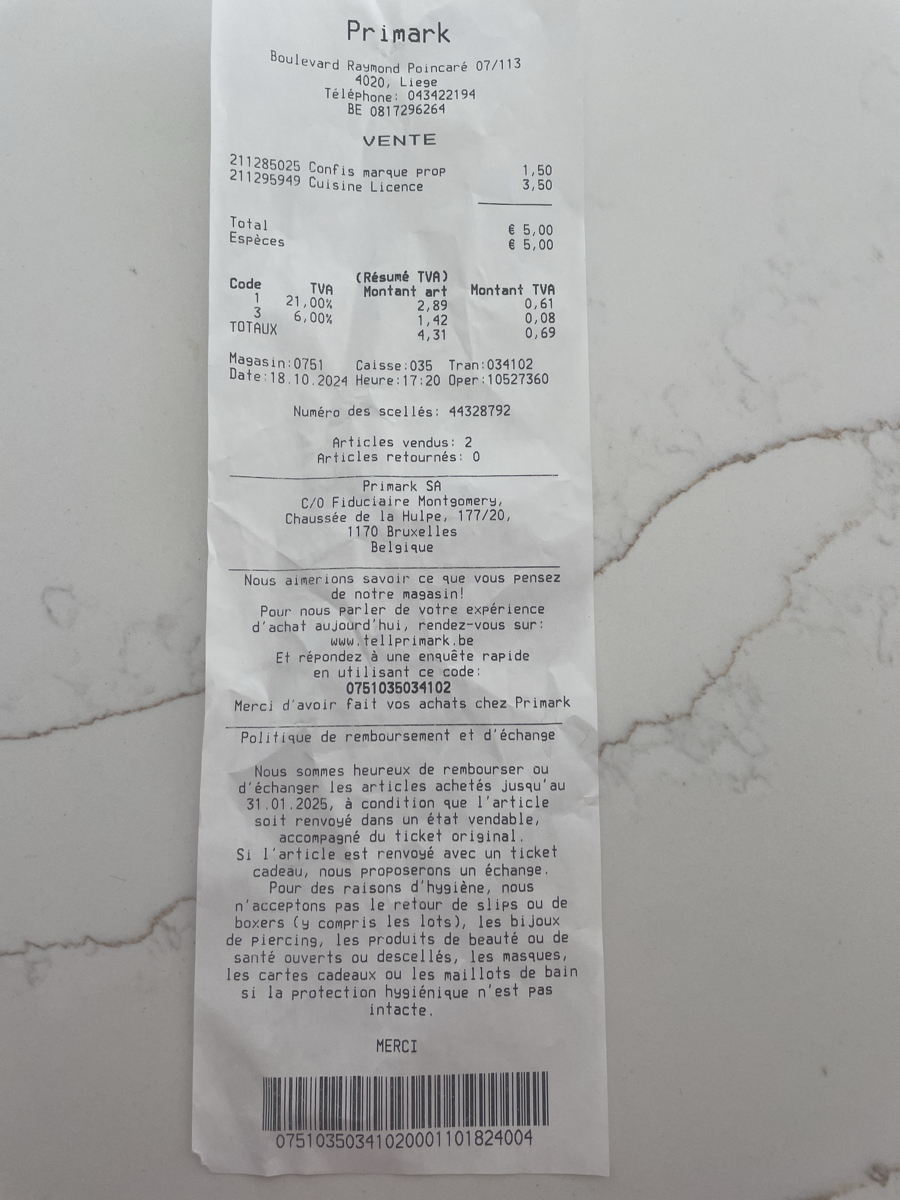 Primark
Boulevard Raymond Poincaré 07/113
4020, Liege
Téléphone: 043422194
BE 0817296264
VENTE
211285025 Confis marque prop 1,50
211295949 Cuisine Licence 3,50
Total € 5,00
Espèces € 5,00
(Résumé TVA)
Code TVA Montant art Montant TVA
1 21,00% 2,89 0,61
3 6,00% 1,42 0,08
TOTAUX 4,31 0,69
Magasin:0751 Caisse:035 Tran:034102
Date:18.10.2024 Heure:17:20 Oper:10527360
Numéro des scellés: 44328792
Articles vendus: 2
Articles retournés: 0
Primark SA
C/O Fiduciaire Montgomery,
Chaussée de la Hulpe, 177/20,
1170 Bruxelles
Belgique
Nous aimerions savoir ce que vous pensez
de notre magasin!
Pour nous parler de votre expérience
d'achat aujourd'hui, rendez-vous sur:
www.tellprimark.be
Et répondez à une enquête rapide
en utilisant ce code:
0751035034102
Merci d'avoir fait vos achats chez Primark
Politique de remboursement et d'échange
Nous sommes heureux de rembourser ou
d'échanger les articles achetés jusqu'au
31.01.2025, à condition que l'article
soit renvoyé dans un état vendable,
accompagné du ticket original.
Si l'article est renvoyé avec un ticket
cadeau, nous proposerons un échange.
Pour des raisons d'hygiène, nous
n'acceptons pas le retour de slips ou de
boxers (y compris les lots), les bijoux
de piercing, les produits de beauté ou de
santé ouverts ou descellés, les masques,
les cartes cadeaux ou les maillots de bain
si la protection hygiénique n'est pas
intacte.
MERCI
07510350341020001101824004